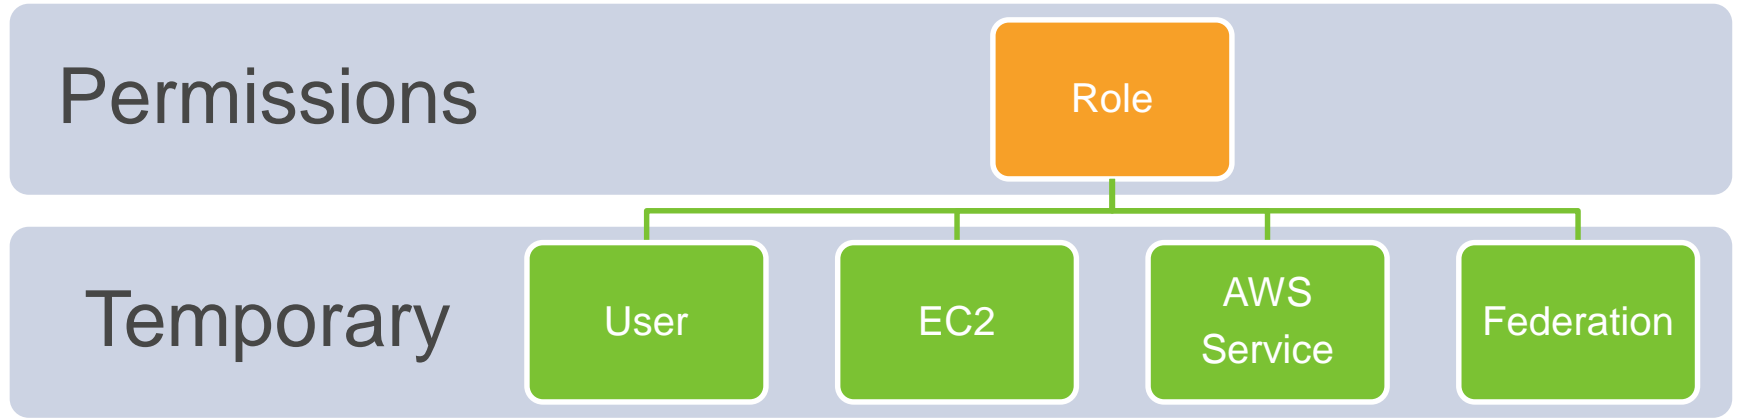 Permissions
Role
Temporary
User
EC2
AWS
Service
Federation